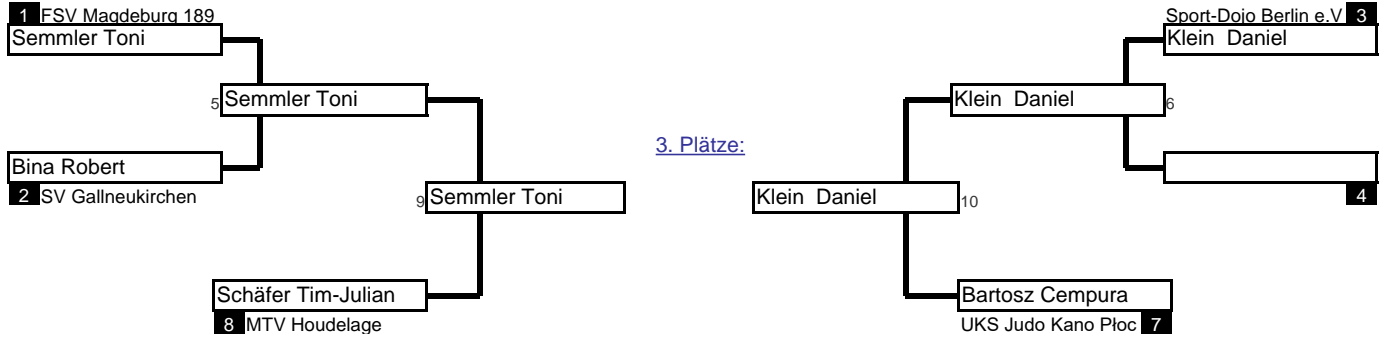 1 FSV Magdeburg 189
Semmler Toni
5 Semmler Toni
Bina Robert
2 SV Gallneukirchen
9 Semmler Toni
Schäfer Tim-Julian
8 MTV Houdelage
3. Plätze:
Sport-Dojo Berlin e.V 3
Klein Daniel
Klein Daniel 6
4
Klein Daniel 10
Bartosz Cempura
UKS Judo Kano Płoc 7